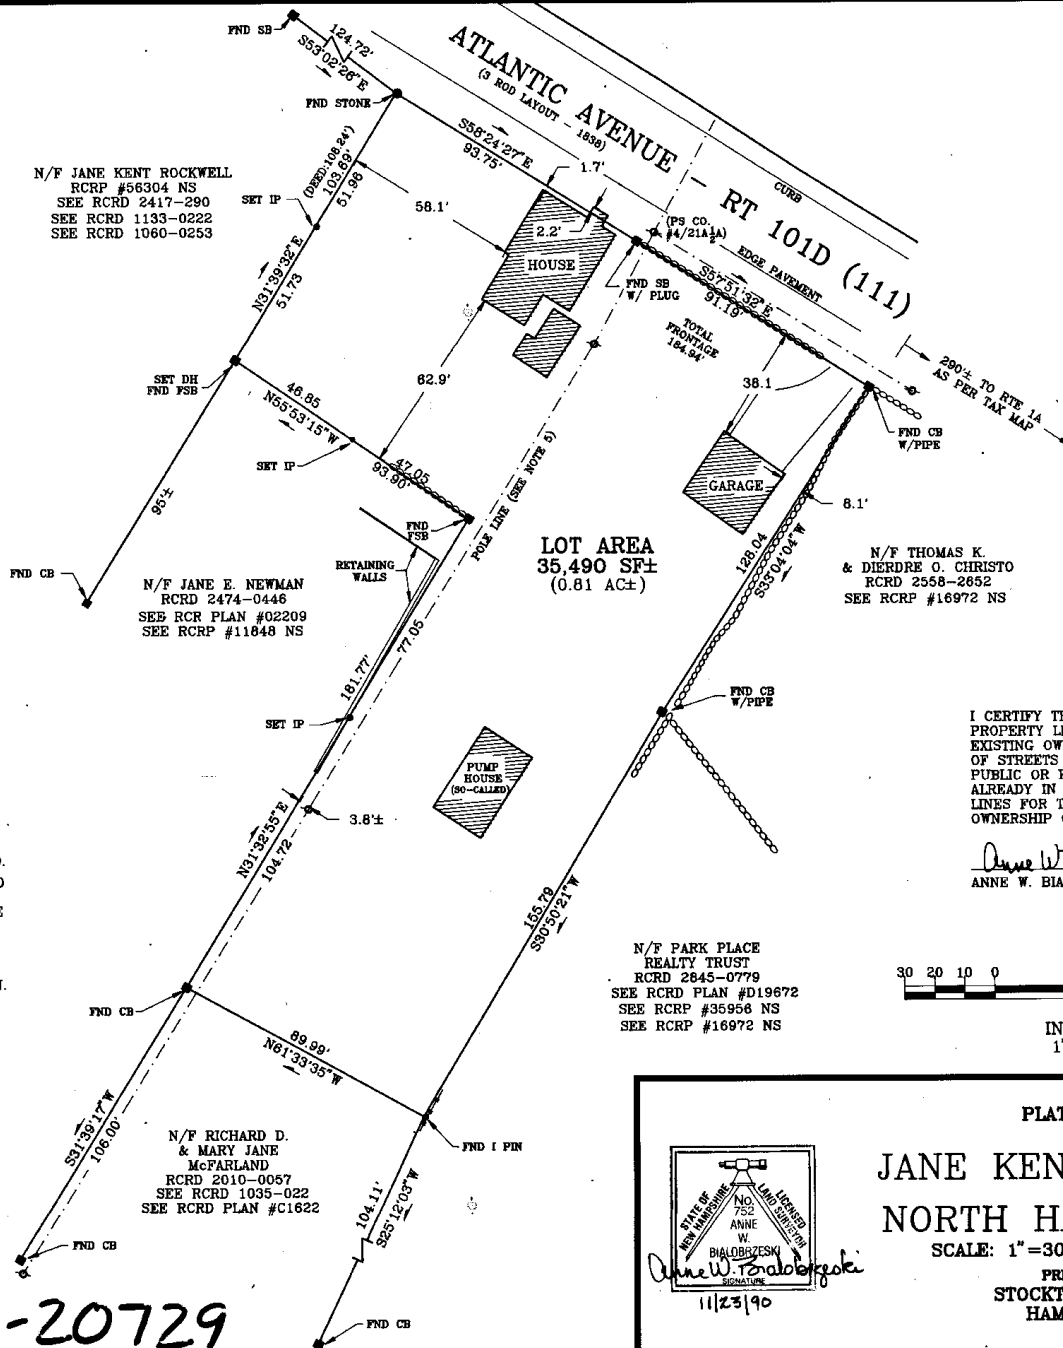 FND SB
124.72'
S53°02'26"E
FND STONE
ATLANTIC AVENUE - RT 101D (111)
(3 ROD LAYOUT - 1838)
S58°24'27"E
93.75'
1.7'
CURB
N/F JANE KENT ROCKWELL
RCRP #56304 NS
SEE RCRD 2417-290
SEE RCRD 1133-0222
SEE RCRD 1060-0253
(DEED:108.24')
103.69'
51.96
SET IP
58.1'
2.2'
HOUSE
(PS CO.
#4/21A½A)
EDGE PAVEMENT
N31°39'32"E
51.73
FND SB
W/ PLUG
S57°51'32"E
91.19'
TOTAL
FRONTAGE
184.94'
290'± TO RTE 1A
AS PER TAX MAP
SET DH
FND FSB
46.85
N55°53'15"W
62.9'
38.1
FND CB
W/PIPE
SET IP
47.05
93.90'
POLE LINE (SEE NOTE 5)
GARAGE
8.1'
95'±
FND
FSB
LOT AREA
35,490 SF±
(0.81 AC±)
128.04
S33°04'04"W
N/F THOMAS K.
& DIERDRE O. CHRISTO
RCRD 2558-2652
SEE RCRP #16972 NS
FND CB
RETAINING
WALLS
N/F JANE E. NEWMAN
RCRD 2474-0446
SEE RCR PLAN #02209
SEE RCRP #11848 NS
77.05
181.77'
FND CB
W/PIPE
SET IP
I CERTIFY TH
PROPERTY LI
EXISTING OW
OF STREETS
PUBLIC OR P
ALREADY IN
LINES FOR T
OWNERSHIP
PUMP
HOUSE
(SO-CALLED)
3.8'±
N31°32'55"E
104.72
Anne W
ANNE W. BIA
155.79
S30°50'21"W
N/F PARK PLACE
REALTY TRUST
RCRD 2845-0779
SEE RCRD PLAN #D19672
SEE RCRP #35956 NS
SEE RCRP #16972 NS
30 20 10 0
IN
1"
FND CB
89.99'
N61°33'35"W
S31°39'17"W
106.00'
N/F RICHARD D.
& MARY JANE
McFARLAND
RCRD 2010-0057
SEE RCRD 1035-022
SEE RCRD PLAN #C1622
FND I PIN
104.11'
S25°12'03"W
FND CB
FND CB
-20729
PLAT
JANE KEN
NORTH HA
SCALE: 1"=30
PRE
STOCKT
HAM
STATE OF
NEW HAMPSHIRE
LICENSED
LAND SURVEYOR
No.
752
ANNE
W.
BIALOBRZESKI
Anne W. Bialobrzeski
SIGNATURE
11/23/90